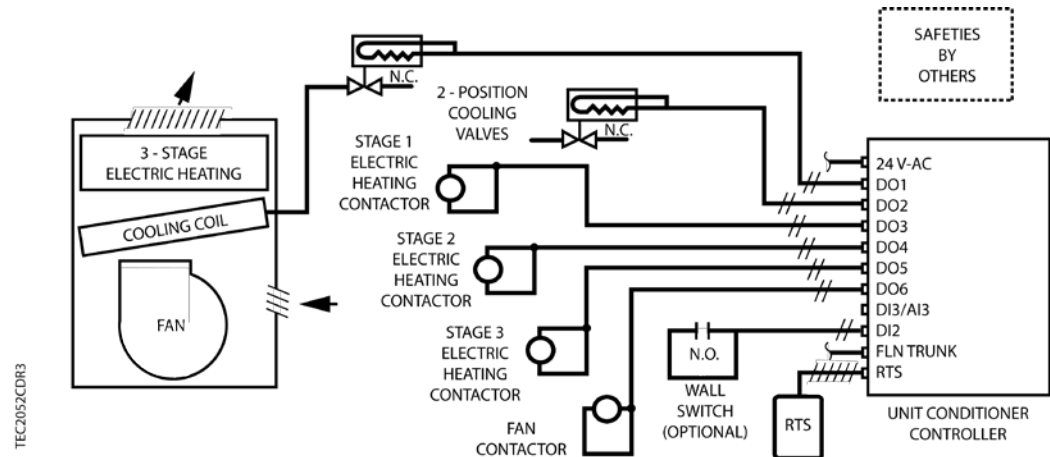 SAFETIES
BY
OTHERS
N.C.
2 - POSITION
COOLING
VALVES
N.C.
3 - STAGE
ELECTRIC HEATING
COOLING COIL
FAN
STAGE 1
ELECTRIC
HEATING
CONTACTOR
STAGE 2
ELECTRIC
HEATING
CONTACTOR
STAGE 3
ELECTRIC
HEATING
CONTACTOR
FAN
CONTACTOR
N.O.
WALL
SWITCH
(OPTIONAL)
RTS
24 V-AC
DO1
DO2
DO3
DO4
DO5
DO6
DI3/AI3
DI2
FLN TRUNK
RTS
UNIT CONDITIONER
CONTROLLER
TEC2052CDR3